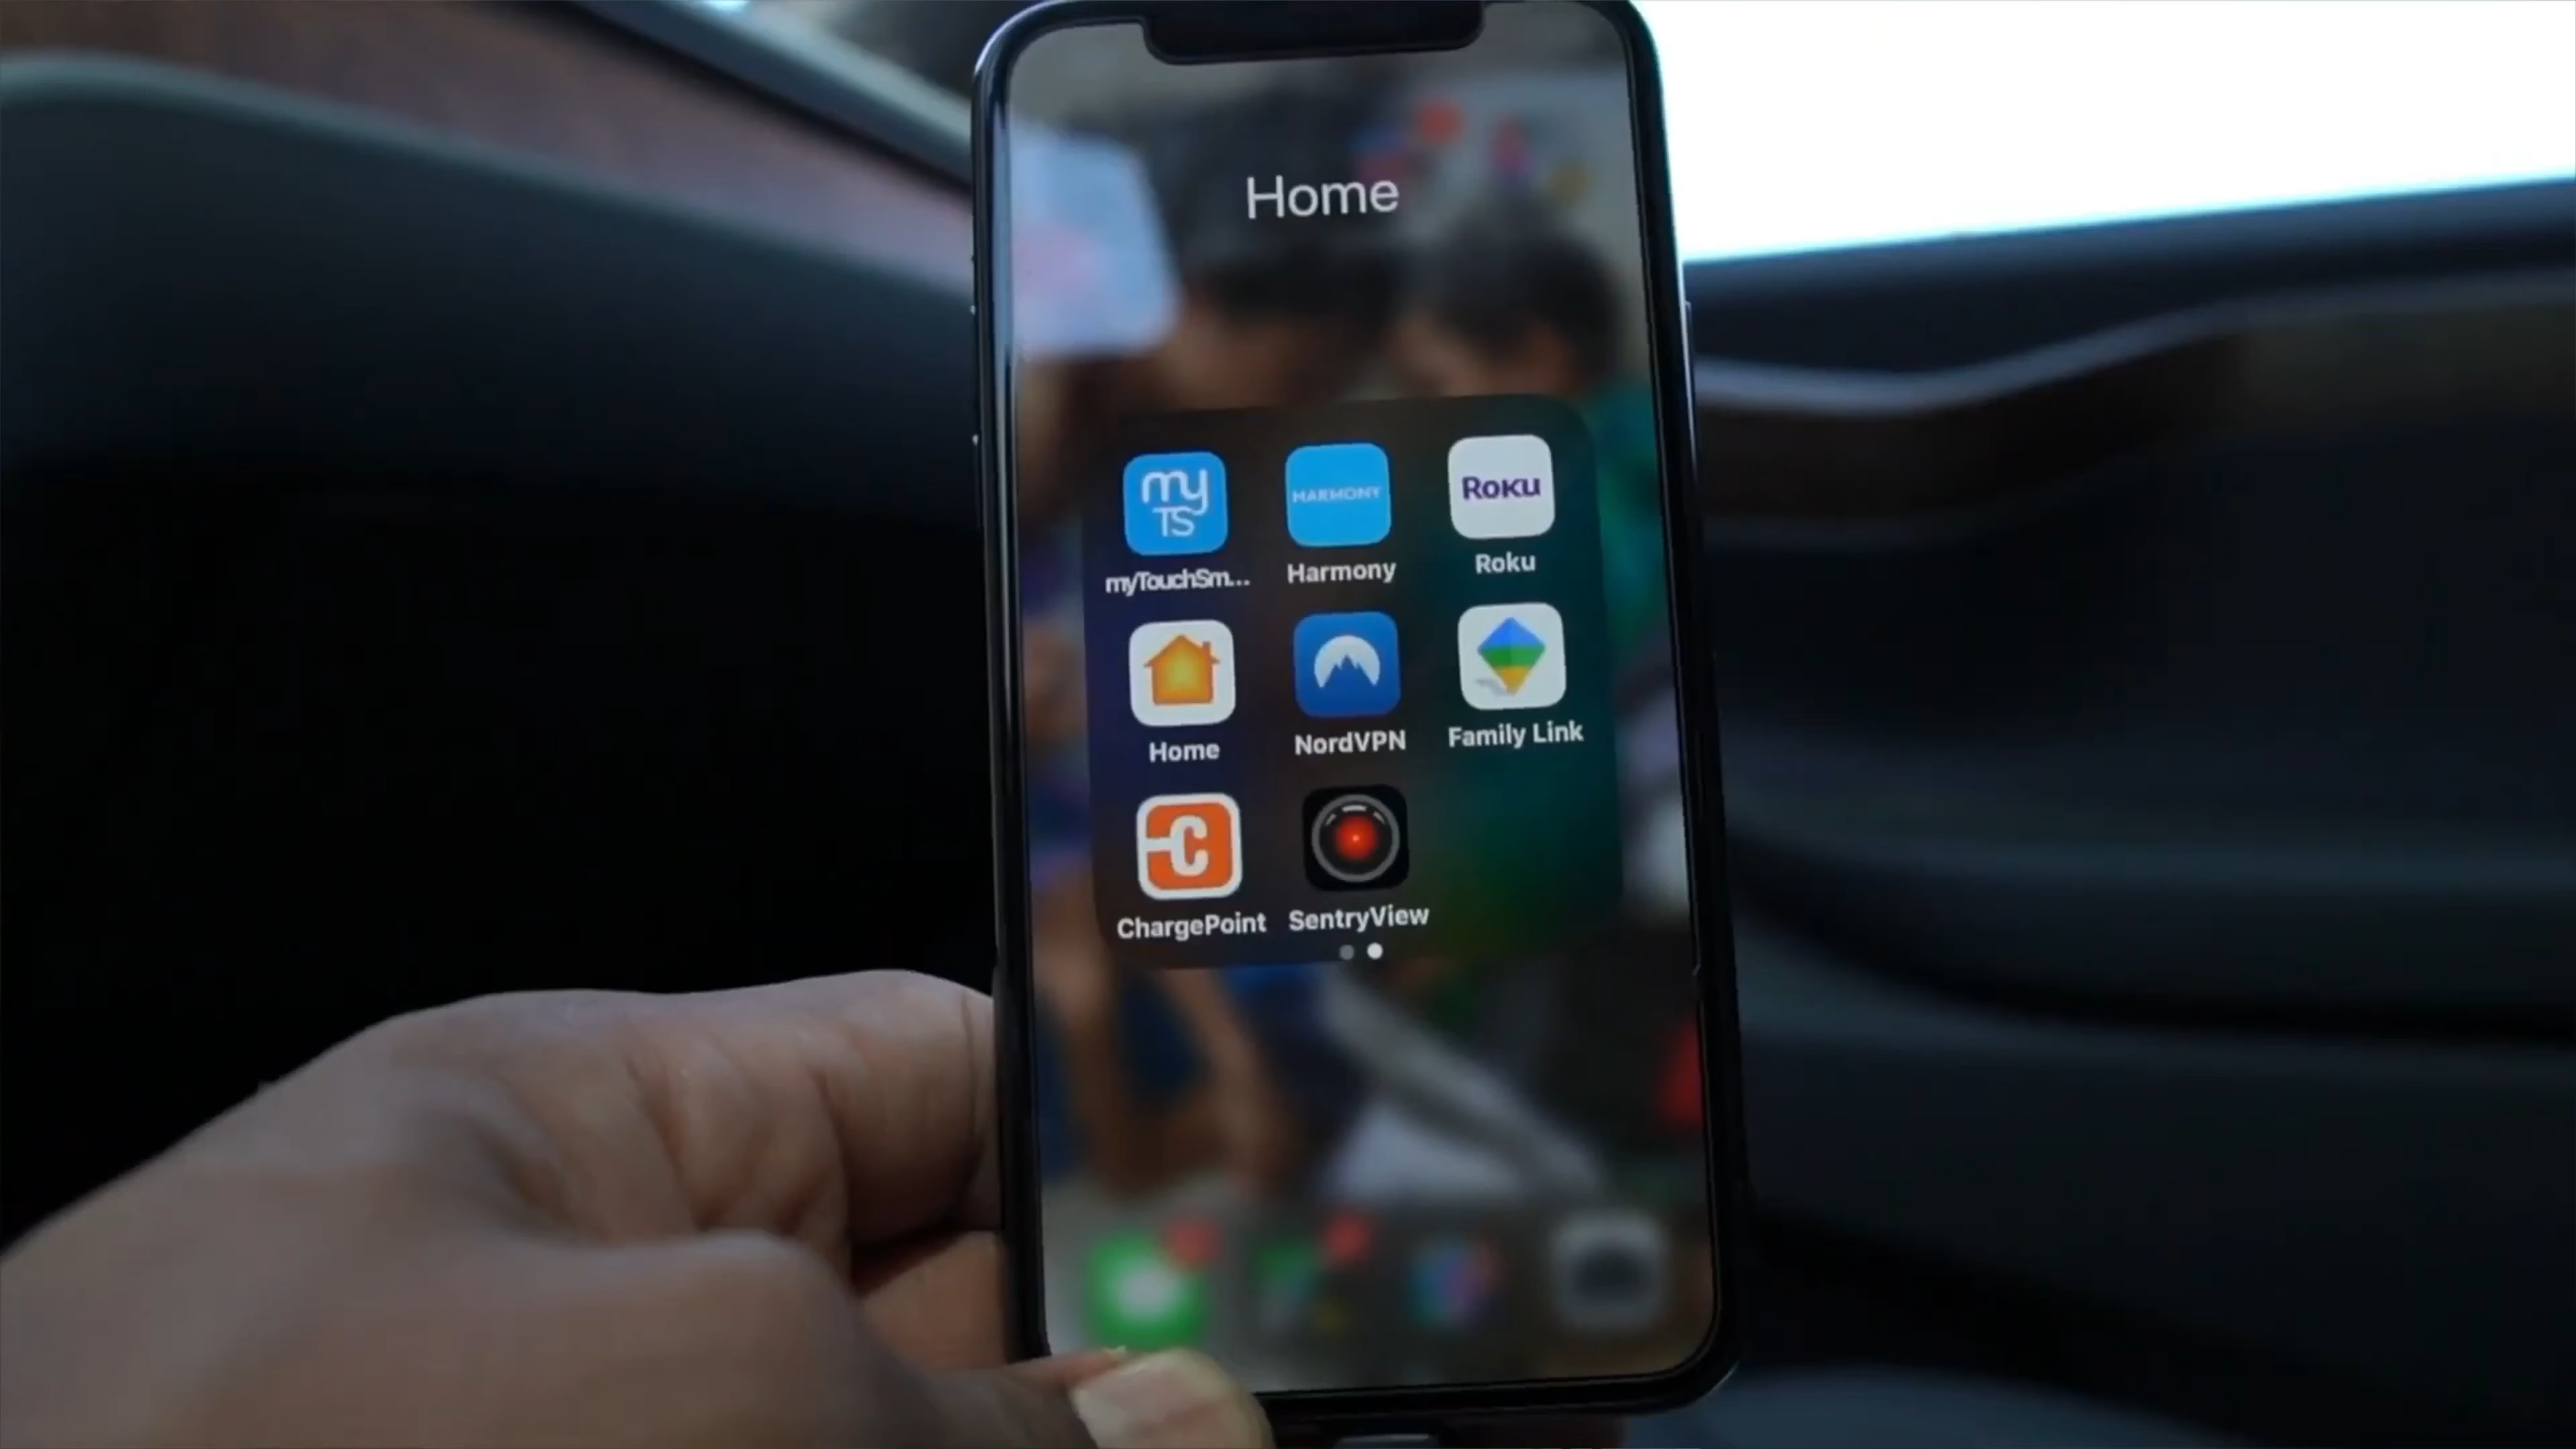 Home
my
TS
HARMONY
ROKU
myTouchSm...
Harmony
Roku
Home
NordVPN
Family Link
C
ChargePoint
SentryView